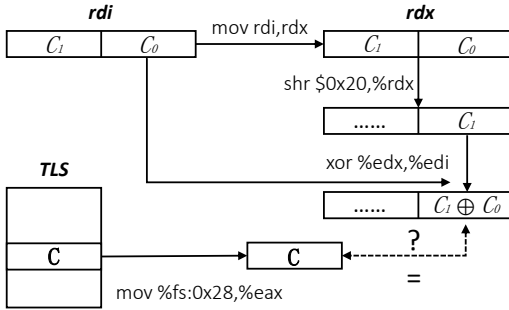 rdi
rdx
C1
C0
mov rdi,rdx
C1
C0
shr $0x20,%rdx
......
C1
xor %edx,%edi
TLS
......
C1 ⊕ C0
C
C
?
=
mov %fs:0x28,%eax